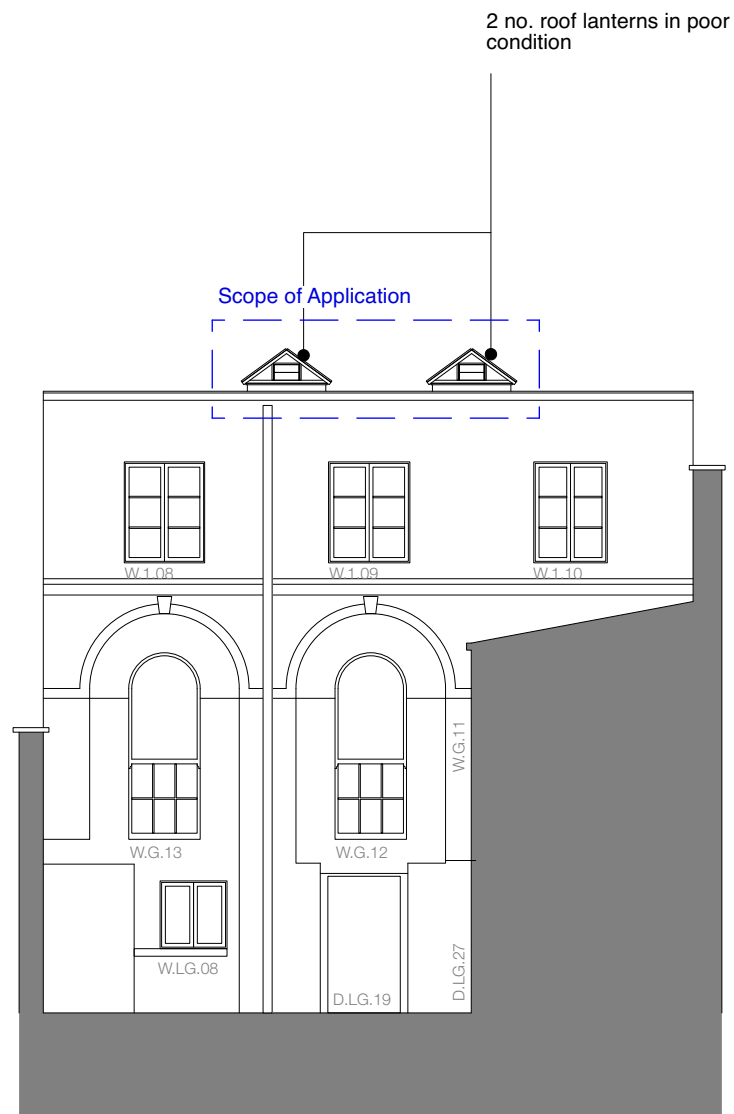 2 no. roof lanterns in poor
condition
Scope of Application
W.1.08
W.1.09
W.1.10
W.G.11
W.G.13
W.G.12
W.LG.08
D.LG.27
D.LG.19